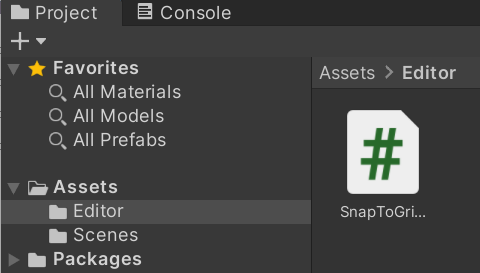 Project
Console
Favorites
All Materials
All Models
All Prefabs
Assets
Editor
Scenes
Packages
Assets > Editor
#
SnapToGri...